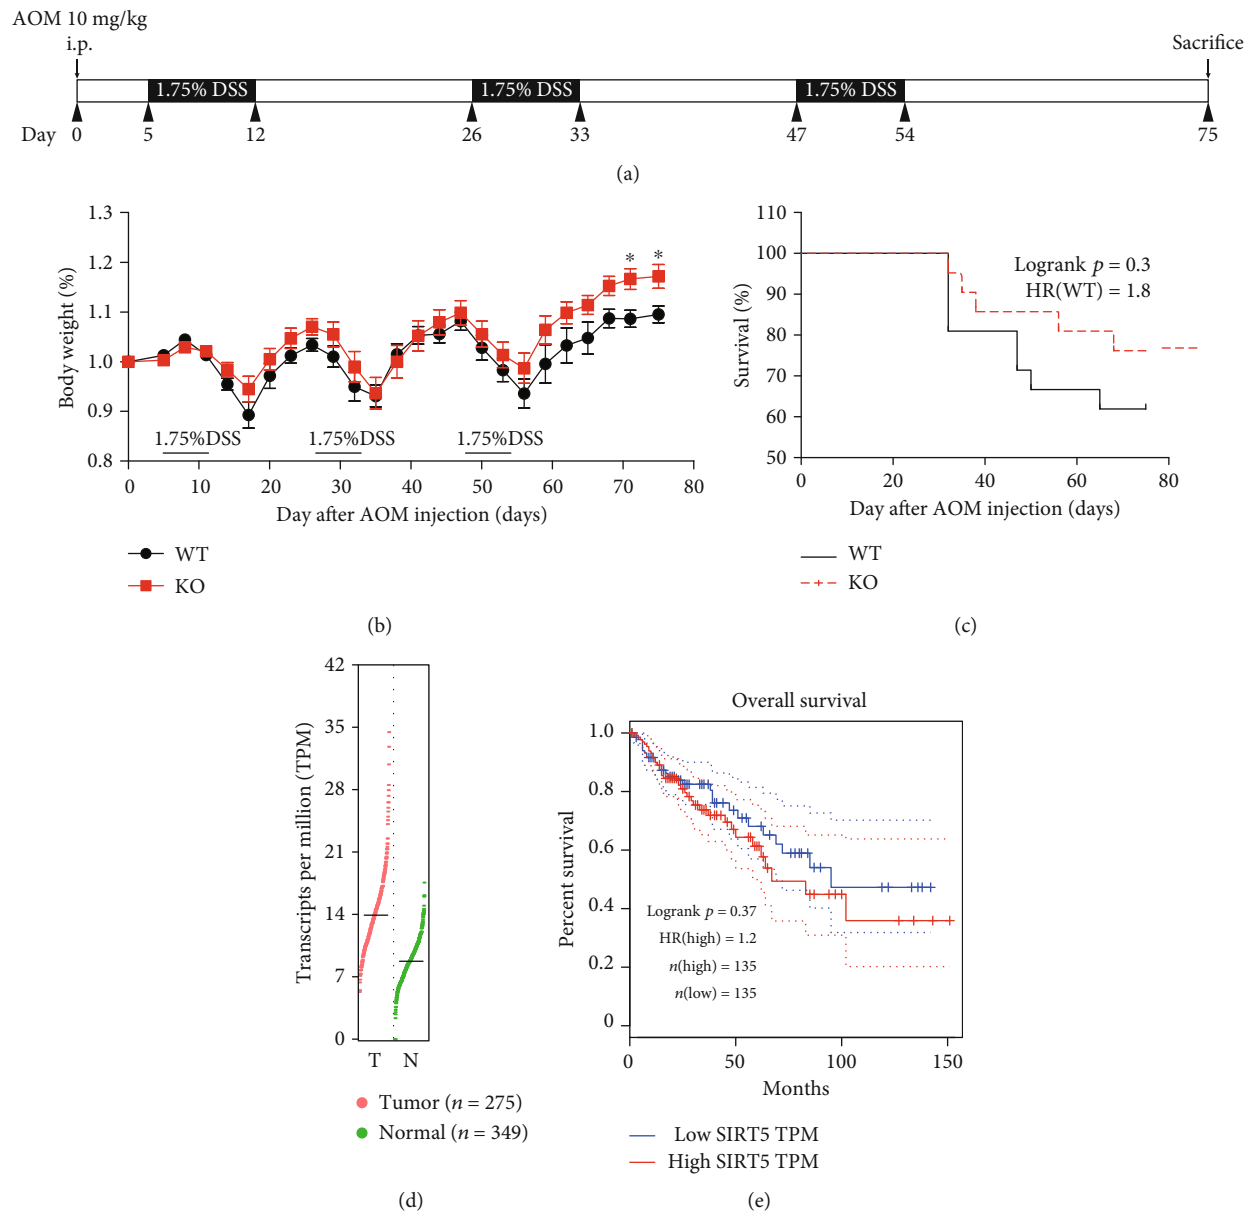 AOM 10 mg/kg
i.p.
Sacrifice
1.75% DSS 1.75% DSS 1.75% DSS
Day 0 5 12 26 33 47 54 75
(a)
1.3
1.2
1.1
1.0
0.9
0.8
Body weight (%)
* *
1.75%DSS 1.75%DSS 1.75%DSS
0 10 20 30 40 50 60 70 80
Day after AOM injection (days)
WT
KO
(b)
110
100
90
80
70
60
50
Survival (%)
Logrank p = 0.3
HR(WT) = 1.8
0 20 40 60 80
Day after AOM injection (days)
WT
KO
(c)
42
35
28
21
14
7
0
Transcripts per million (TPM)
T N
Tumor (n = 275)
Normal (n = 349)
(d)
Overall survival
1.0
0.8
0.6
0.4
0.2
0
Percent survival
Logrank p = 0.37
HR(high) = 1.2
n(high) = 135
n(low) = 135
0 50 100 150
Months
Low SIRT5 TPM
High SIRT5 TPM
(e)